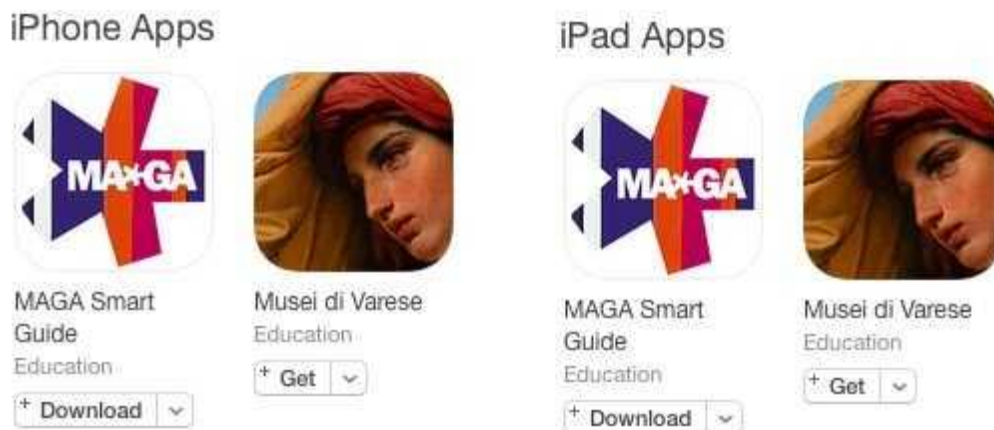 iPhone Apps
MA*GA
MAGA Smart
Guide
Education
+ Download
Musei di Varese
Education
+ Get
iPad Apps
MA*GA
MAGA Smart
Guide
Education
+ Download
Musei di Varese
Education
+ Get